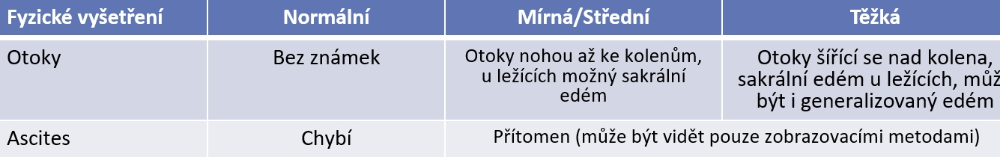 Fyzické vyšetření Normální Mírná/Střední Těžká
Otoky Bez známek Otoky nohou až ke kolenům, Otoky šířící se nad kolena,
u ležících možný sakrální sakrální edém u ležících,
edém být i generalizovaný edém
Ascites Chybí Přítomen (může být vidět pouze zobrazovacími metodami)